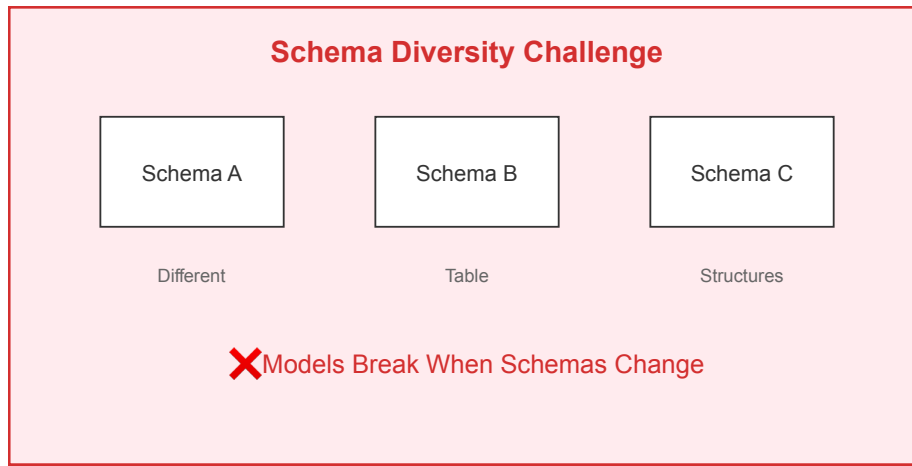 Schema Diversity Challenge
Schema A
Schema B
Schema C
Different
Table
Structures
Models Break When Schemas Change